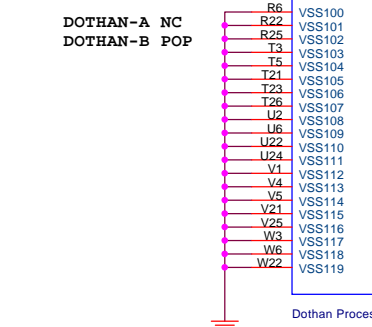 DOTHAN-A NC
DOTHAN-B POP
R6 VSS100
R22 VSS101
R25 VSS102
T3 VSS103
T5 VSS104
T21 VSS105
T23 VSS106
T26 VSS107
U2 VSS108
U6 VSS109
U22 VSS110
U24 VSS111
V1 VSS112
V4 VSS113
V5 VSS114
V21 VSS115
V25 VSS116
W3 VSS117
W6 VSS118
W22 VSS119
Dothan Proces